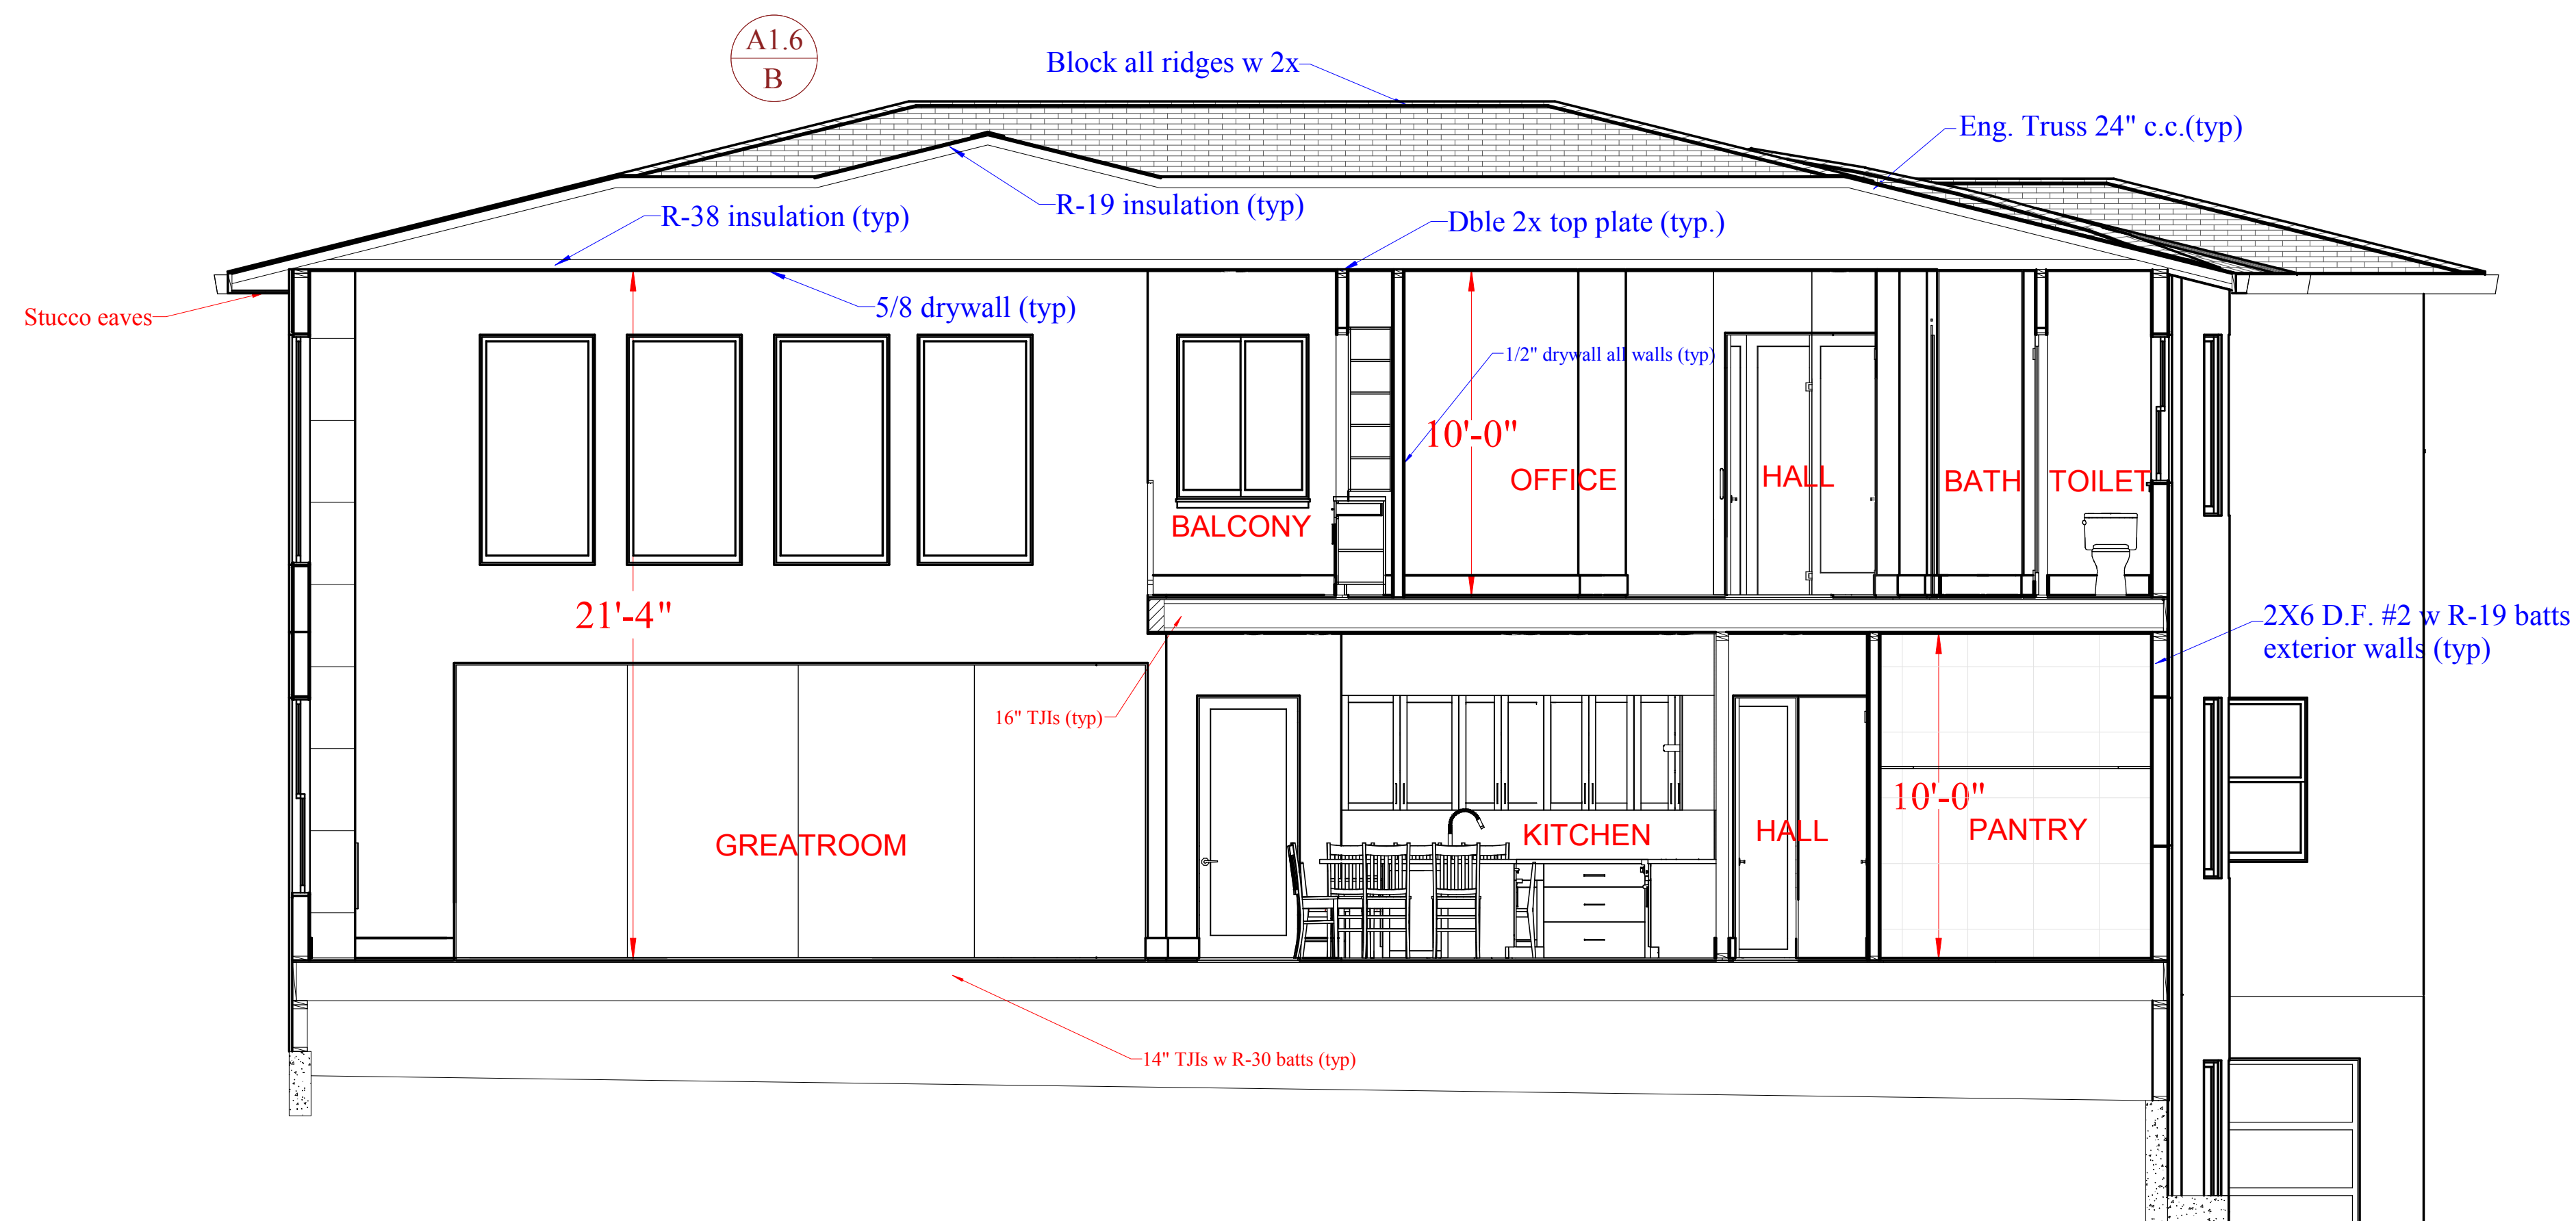 A1.6
B
Block all ridges w 2x
Eng. Truss 24" c.c.(typ)
R-38 insulation (typ)
R-19 insulation (typ)
Dble 2x top plate (typ.)
Stucco eaves
5/8 drywall (typ)
1/2" drywall all walls (typ)
10'-0"
OFFICE
HALL
BATH
TOILET
BALCONY
21'-4"
2X6 D.F. #2 w R-19 batts
exterior walls (typ)
16" TJIs (typ)
10'-0"
GREATROOM
KITCHEN
HALL
PANTRY
14" TJIs w R-30 batts (typ)